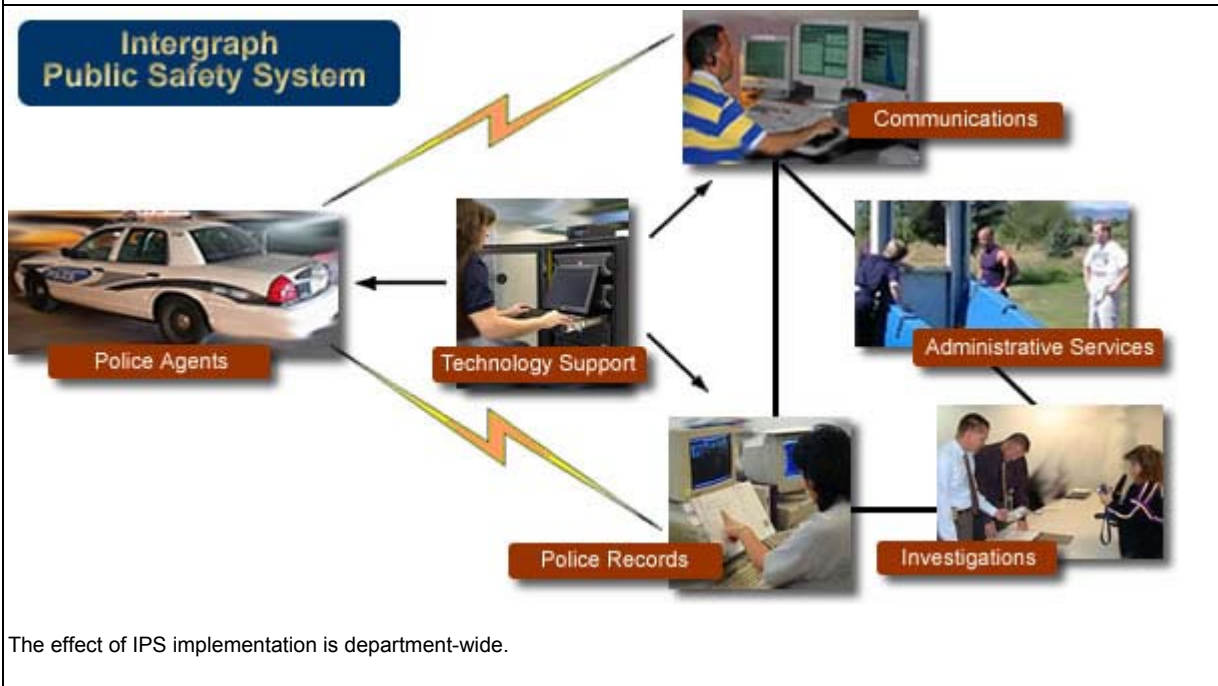 Intergraph
Public Safety System
Communications
Police Agents
Technology Support
Administrative Services
Police Records
Investigations
The effect of IPS implementation is department-wide.